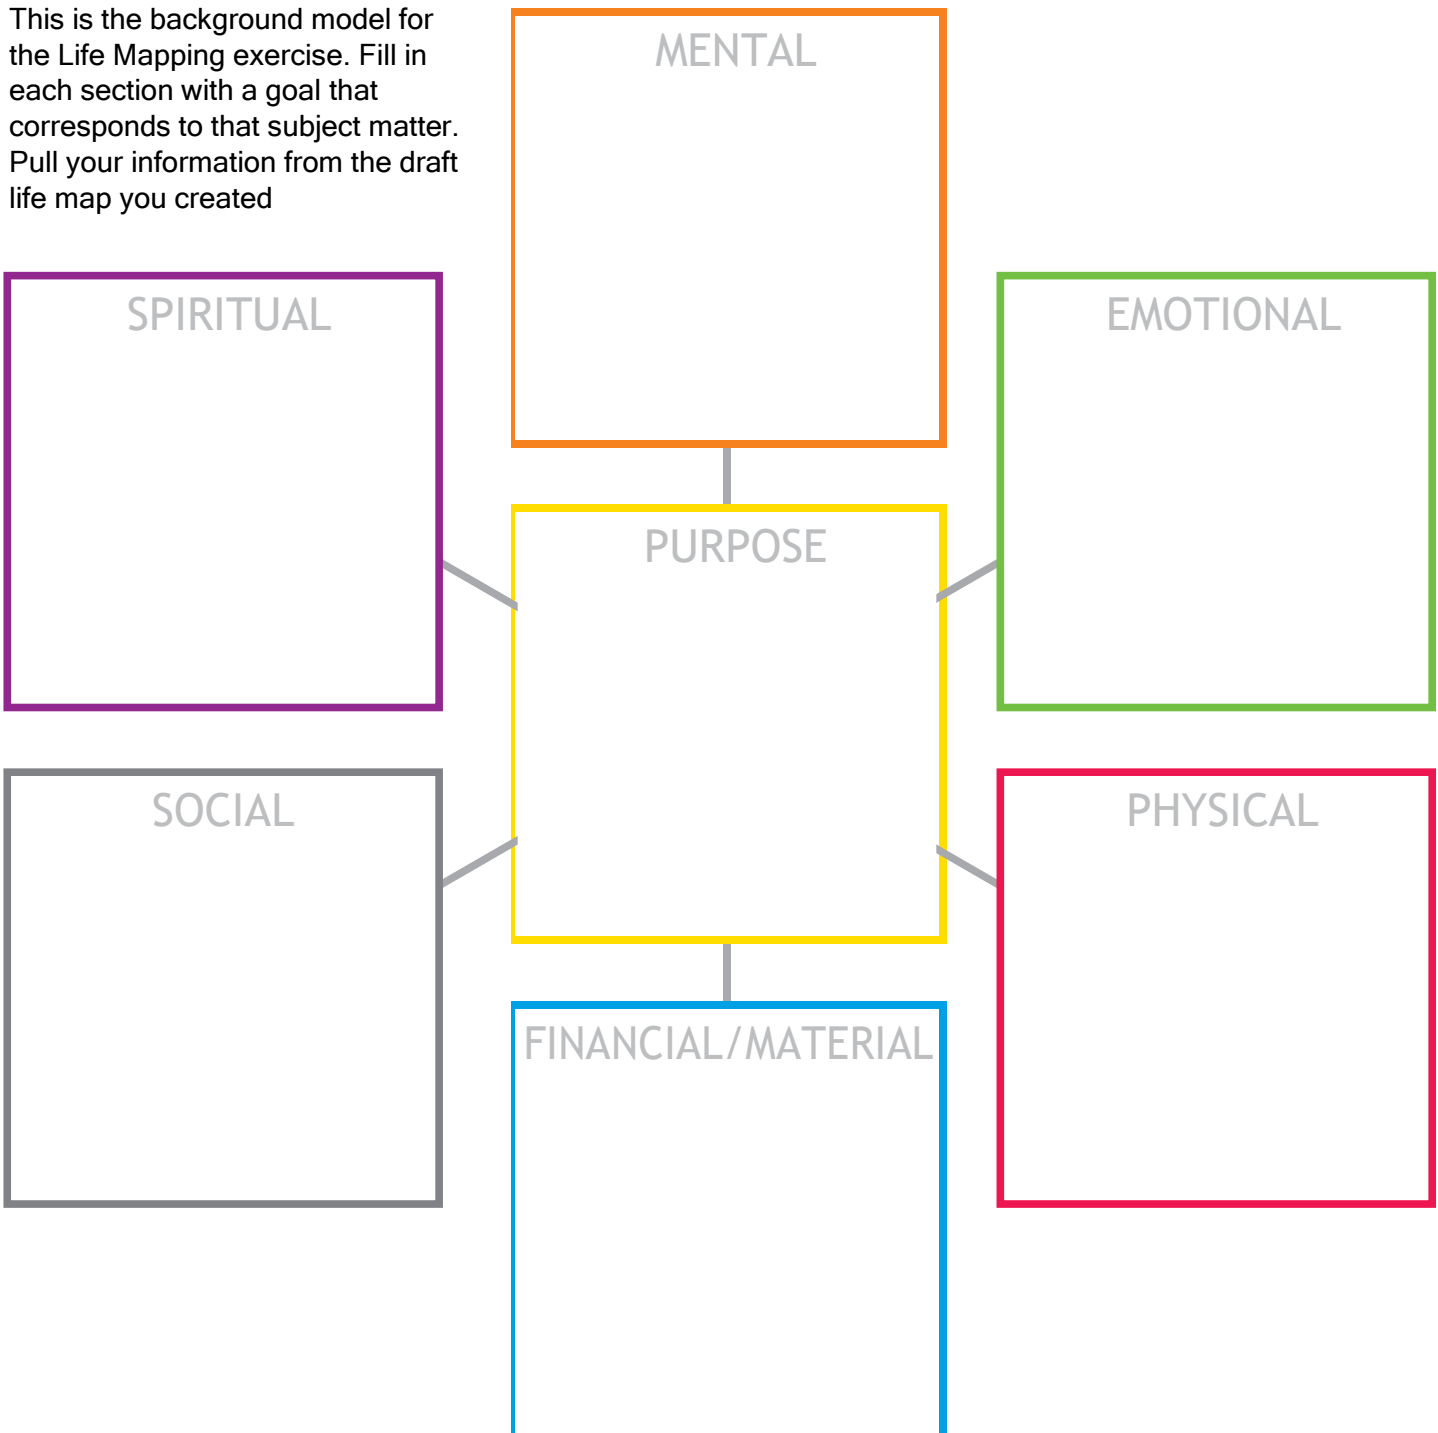 This is the background model for
the Life Mapping exercise. Fill in
each section with a goal that
corresponds to that subject matter.
Pull your information from the draft
life map you created
MENTAL
SPIRITUAL
EMOTIONAL
PURPOSE
SOCIAL
PHYSICAL
FINANCIAL/MATERIAL